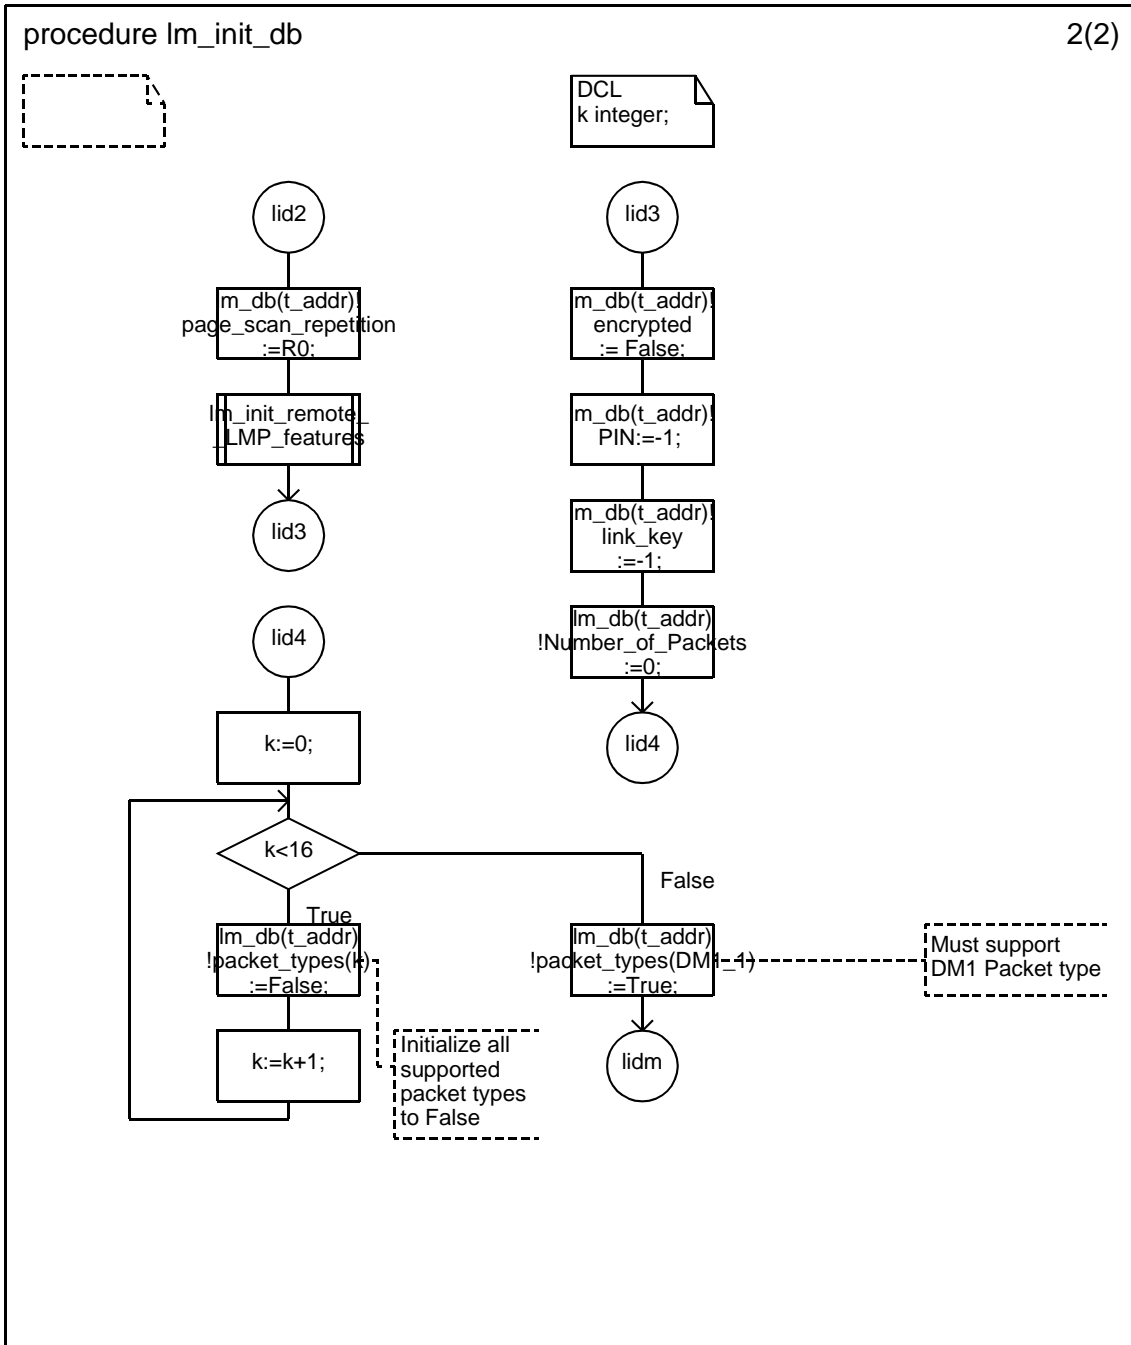 procedure lm_init_db
2(2)
DCL
k integer;
lid2
m_db(t_addr)!
page_scan_repetition
:=R0;
lm_init_remote_
_LMP_features
lid3
lid3
m_db(t_addr)!
encrypted
:= False;
m_db(t_addr)!
PIN:=-1;
m_db(t_addr)!
link_key
:=-1;
lm_db(t_addr)
!Number_of_Packets
:=0;
lid4
lid4
k:=0;
k<16
True
False
lm_db(t_addr)
!packet_types(k)
:=False;
Initialize all
supported
packet types
to False
k:=k+1;
lm_db(t_addr)
!packet_types(DM1_1)
:=True;
Must support
DM1 Packet type
lidm